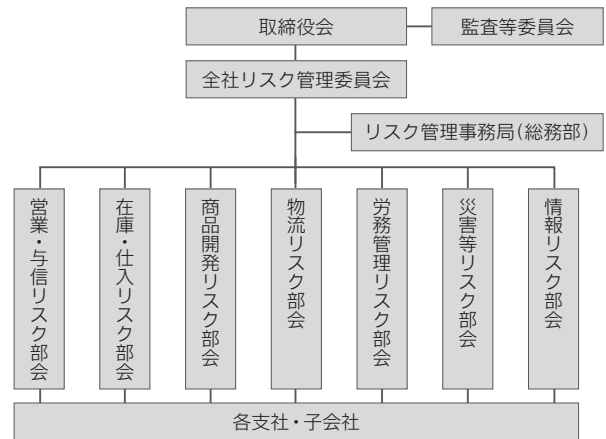 取締役会
監査等委員会
全社リスク管理委員会
リスク管理事務局(総務部)
営業・与信リスク部会
在庫・仕入リスク部会
商品開発リスク部会
物流リスク部会
労務管理リスク部会
災害等リスク部会
情報リスク部会
各支社・子会社